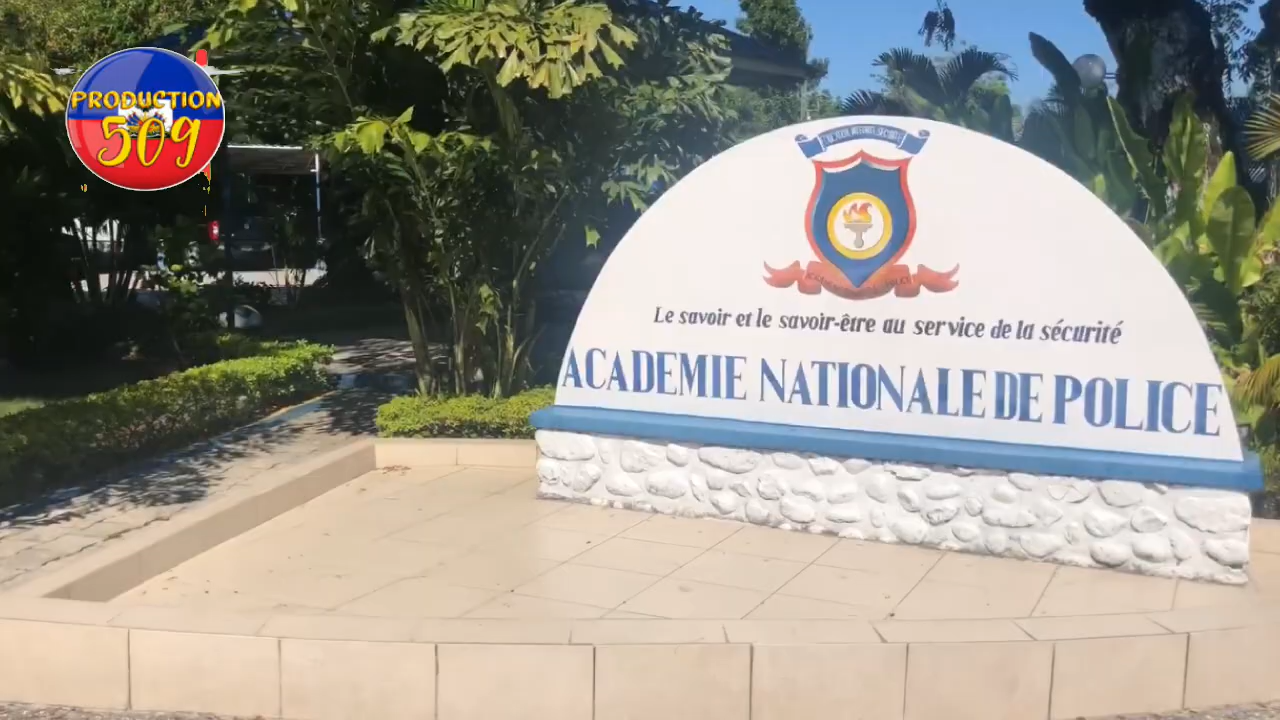 PRODUCTION
509
Le savoir et le savoir-être au service de la sécurité
ACADEMIE NATIONALE DE POLICE